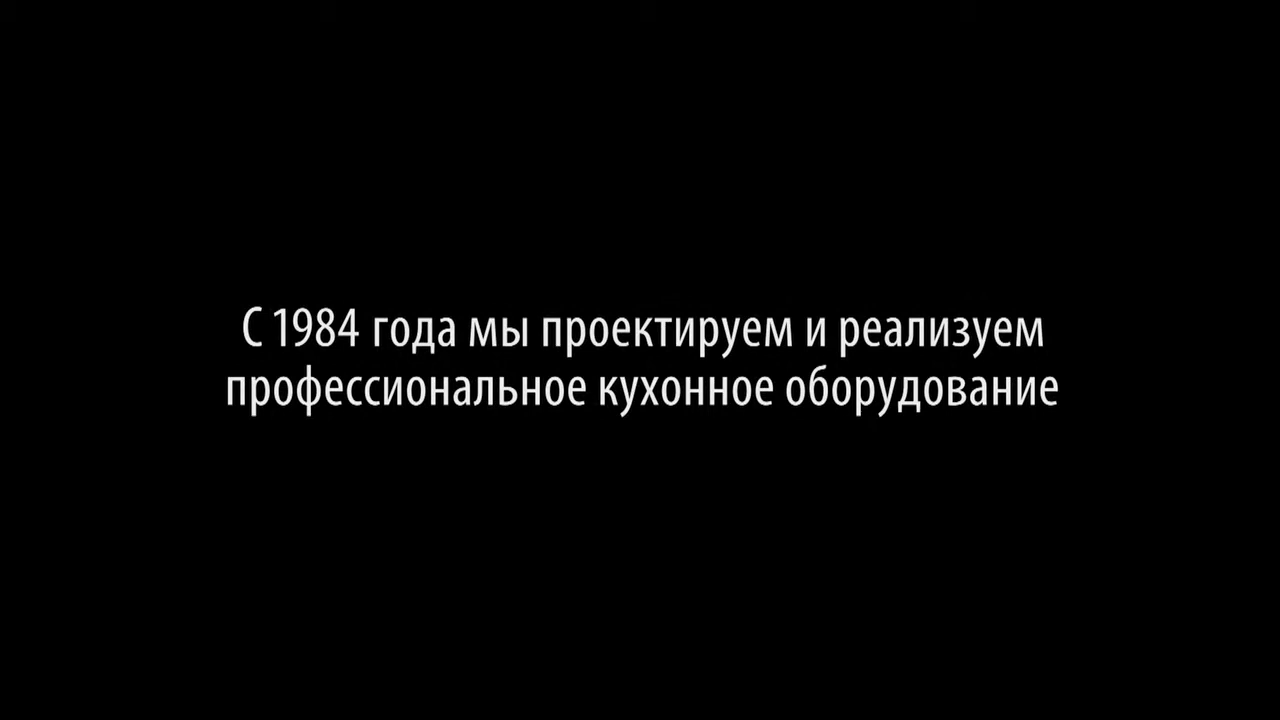 С 1984 года мы проектируем и реализуем
профессиональное кухонное оборудование